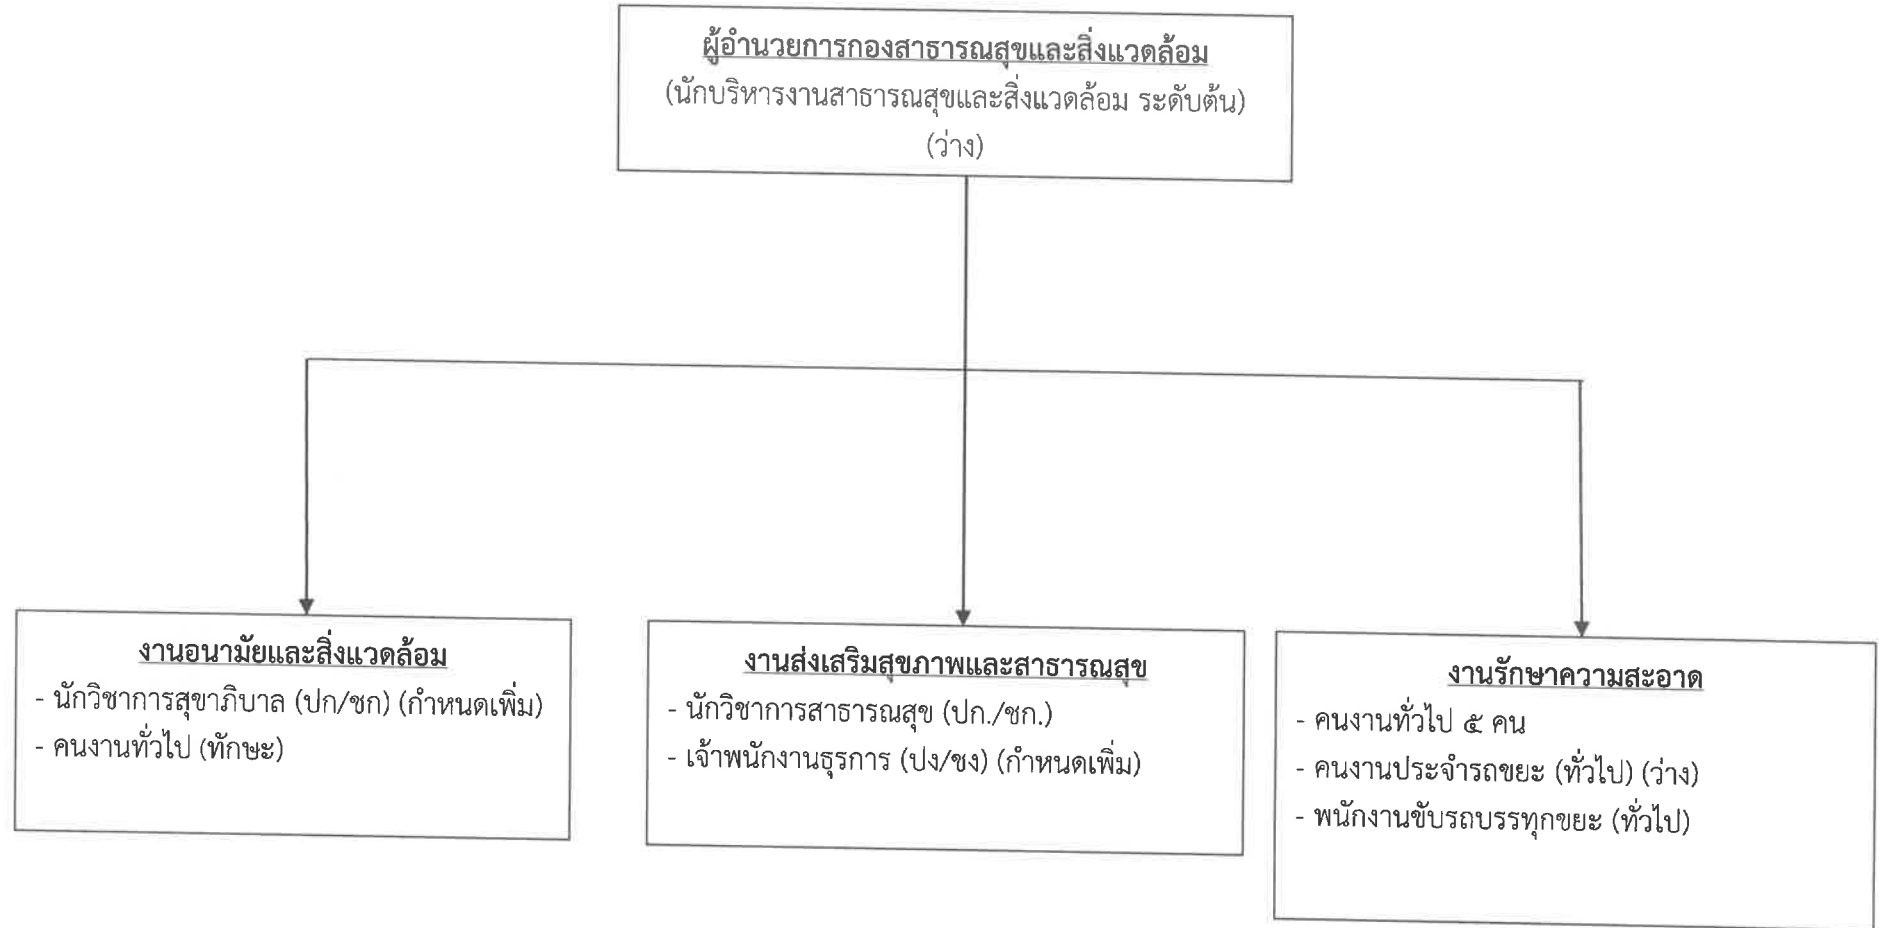 ผู้อำนวยการกองสาธารณสุขและสิ่งแวดล้อม
(นักบริหารงานสาธารณสุขและสิ่งแวดล้อม ระดับต้น)
(ว่าง)
งานอนามัยและสิ่งแวดล้อม
- นักวิชาการสุขาภิบาล (ปก/ชก) (กำหนดเพิ่ม)
- คนงานทั่วไป (ทักษะ)
งานส่งเสริมสุขภาพและสาธารณสุข
- นักวิชาการสาธารณสุข (ปก./ชก.)
- เจ้าพนักงานธุรการ (ปง/ชง) (กำหนดเพิ่ม)
งานรักษาความสะอาด
- คนงานทั่วไป ๕ คน
- คนงานประจำรถขยะ (ทั่วไป) (ว่าง)
- พนักงานขับรถบรรทุกขยะ (ทั่วไป)